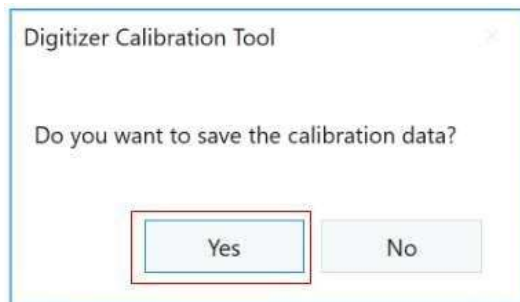 Digitizer Calibration Tool
Do you want to save the calibration data?
Yes No